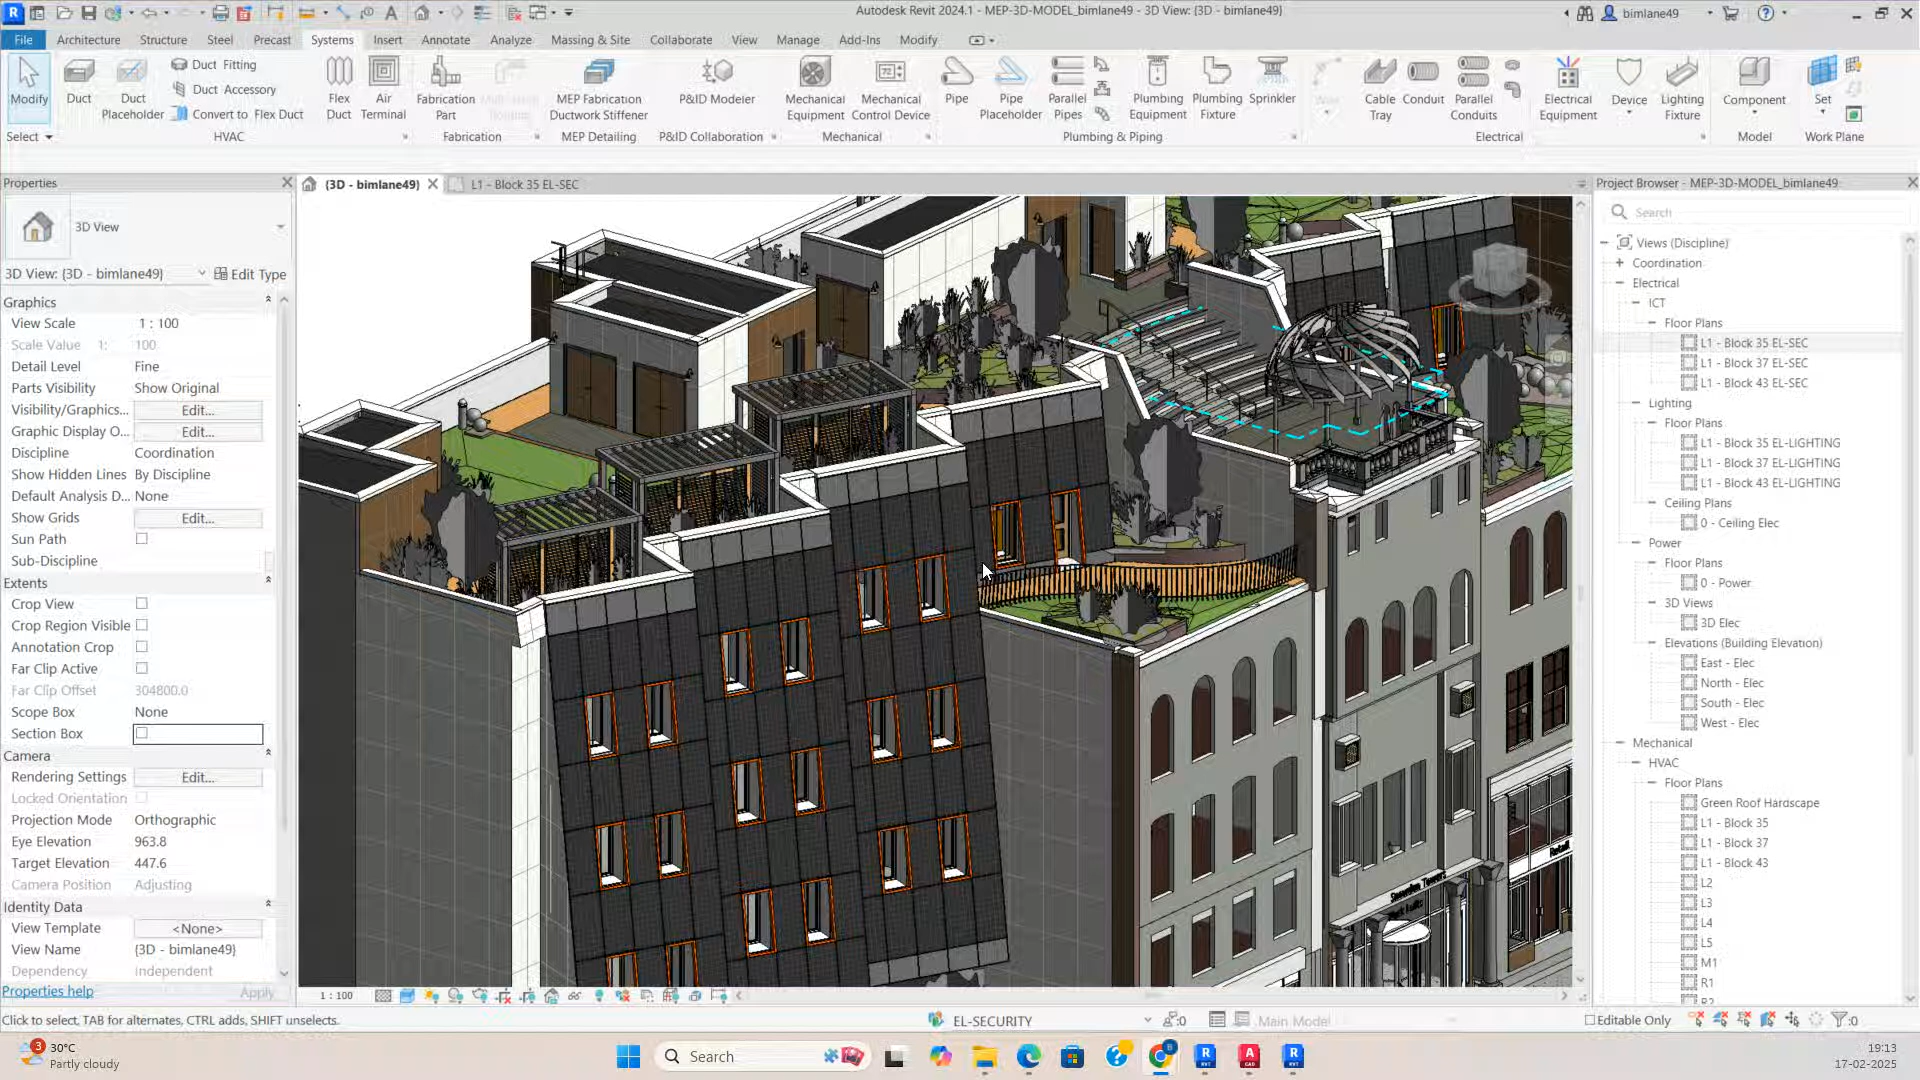 Autodesk Revit 2024.1 - MEP-3D-MODEL_bimlane49 - 3D View: {3D - bimlane49}
bimlane49
File Architecture Structure Steel Precast Systems Insert Annotate Analyze Massing & Site Collaborate View Manage Add-Ins Modify
Modify
Duct
Duct Placeholder
Duct Fitting
Duct Accessory
Convert to Flex Duct
Flex Duct
Air Terminal
Fabrication Part
MEP Fabrication Ductwork Stiffener
P&ID Modeler
Mechanical Equipment
Mechanical Control Device
Pipe
Pipe Placeholder
Parallel Pipes
Plumbing Equipment
Plumbing Fixture
Sprinkler
Cable Tray
Conduit
Parallel Conduits
Electrical Equipment
Device
Lighting Fixture
Component
Set
Select HVAC Fabrication MEP Detailing P&ID Collaboration Mechanical Plumbing & Piping Electrical Model Work Plane
Properties
{3D - bimlane49}
L1 - Block 35 EL-SEC
3D View
3D View: {3D - bimlane49} Edit Type
Graphics
View Scale 1 : 100
Scale Value 1: 100
Detail Level Fine
Parts Visibility Show Original
Visibility/Graphics... Edit...
Graphic Display O... Edit...
Discipline Coordination
Show Hidden Lines By Discipline
Default Analysis D... None
Show Grids Edit...
Sun Path
Sub-Discipline
Extents
Crop View
Crop Region Visible
Annotation Crop
Far Clip Active
Far Clip Offset 304800.0
Scope Box None
Section Box
Camera
Rendering Settings Edit...
Locked Orientation
Projection Mode Orthographic
Eye Elevation 963.8
Target Elevation 447.6
Camera Position Adjusting
Identity Data
View Template <None>
View Name {3D - bimlane49}
Dependency Independent
Properties help Apply
Retail
1 : 100
Project Browser - MEP-3D-MODEL_bimlane49
Search
Views (Discipline)
Coordination
Electrical
ICT
Floor Plans
L1 - Block 35 EL-SEC
L1 - Block 37 EL-SEC
L1 - Block 43 EL-SEC
Lighting
Floor Plans
L1 - Block 35 EL-LIGHTING
L1 - Block 37 EL-LIGHTING
L1 - Block 43 EL-LIGHTING
Ceiling Plans
0 - Ceiling Elec
Power
Floor Plans
0 - Power
3D Views
3D Elec
Elevations (Building Elevation)
East - Elec
North - Elec
South - Elec
West - Elec
Mechanical
HVAC
Floor Plans
Green Roof Hardscape
L1 - Block 35
L1 - Block 37
L1 - Block 43
L2
L3
L4
L5
M1
R1
R2
Click to select, TAB for alternates, CTRL adds, SHIFT unselects.
EL-SECURITY
:0
Main Model
Editable Only
:0
3
30°C
Partly cloudy
Search
19:13
17-02-2025